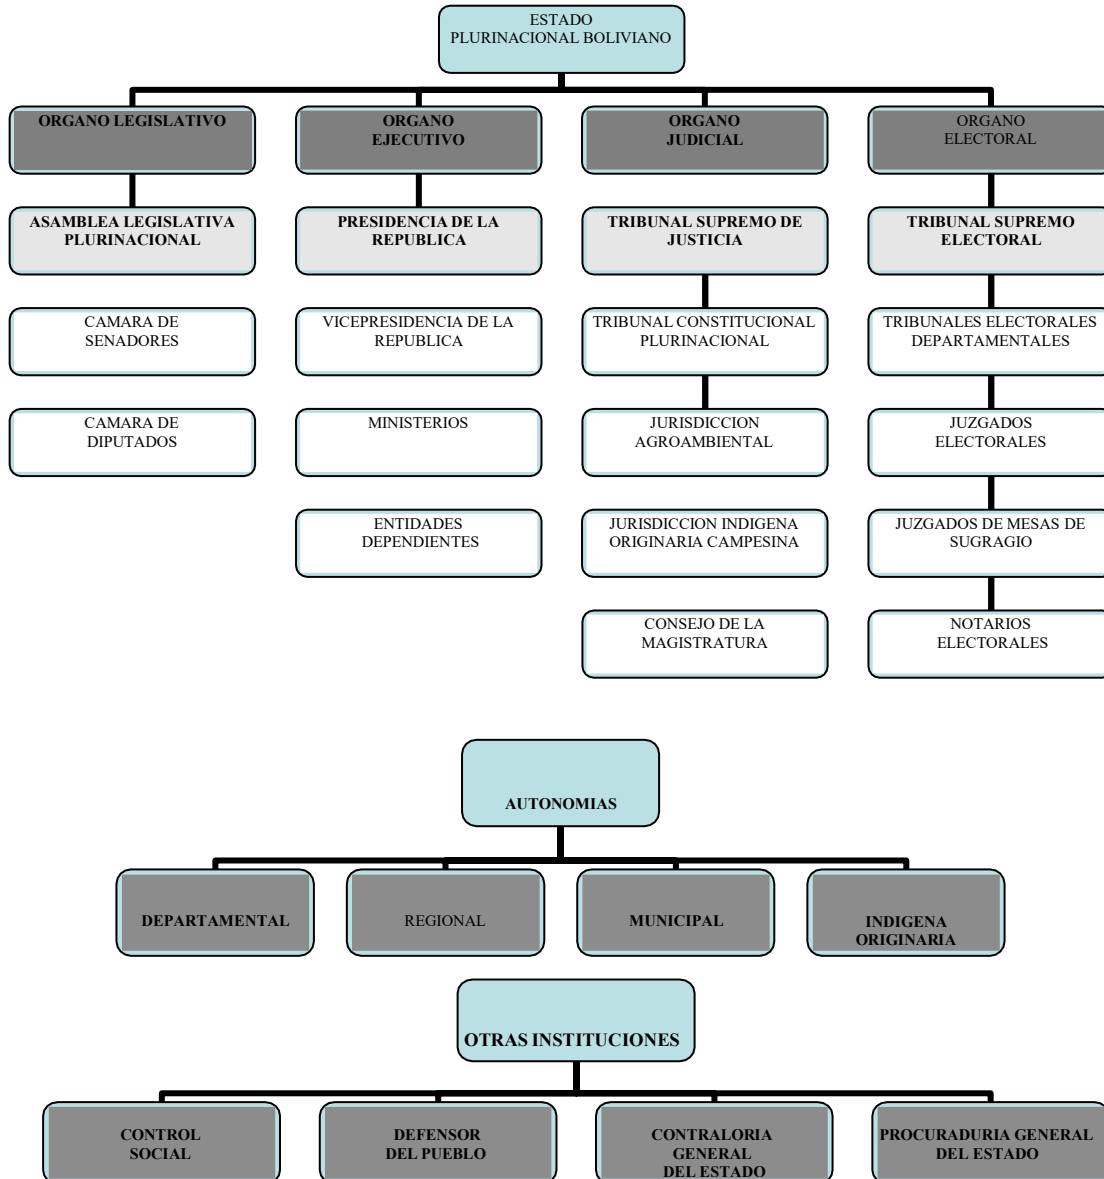 ESTADO
PLURINACIONAL BOLIVIANO
ORGANO LEGISLATIVO
ORGANO
EJECUTIVO
ORGANO
JUDICIAL
ORGANO
ELECTORAL
ASAMBLEA LEGISLATIVA
PLURINACIONAL
PRESIDENCIA DE LA
REPUBLICA
TRIBUNAL SUPREMO DE
JUSTICIA
TRIBUNAL SUPREMO
ELECTORAL
CAMARA DE
SENADORES
VICEPRESIDENCIA DE LA
REPUBLICA
TRIBUNAL CONSTITUCIONAL
PLURINACIONAL
TRIBUNALES ELECTORALES
DEPARTAMENTALES
CAMARA DE
DIPUTADOS
MINISTERIOS
JURISDICCION
AGROAMBIENTAL
JUZGADOS
ELECTORALES
ENTIDADES
DEPENDIENTES
JURISDICCION INDIGENA
ORIGINARIA CAMPESINA
JUZGADOS DE MESAS DE
SUGRAGIO
CONSEJO DE LA
MAGISTRATURA
NOTARIOS
ELECTORALES
AUTONOMIAS
DEPARTAMENTAL
REGIONAL
MUNICIPAL
INDIGENA
ORIGINARIA
OTRAS INSTITUCIONES
CONTROL
SOCIAL
DEFENSOR
DEL PUEBLO
CONTRALORIA
GENERAL
DEL ESTADO
PROCURADURIA GENERAL
DEL ESTADO